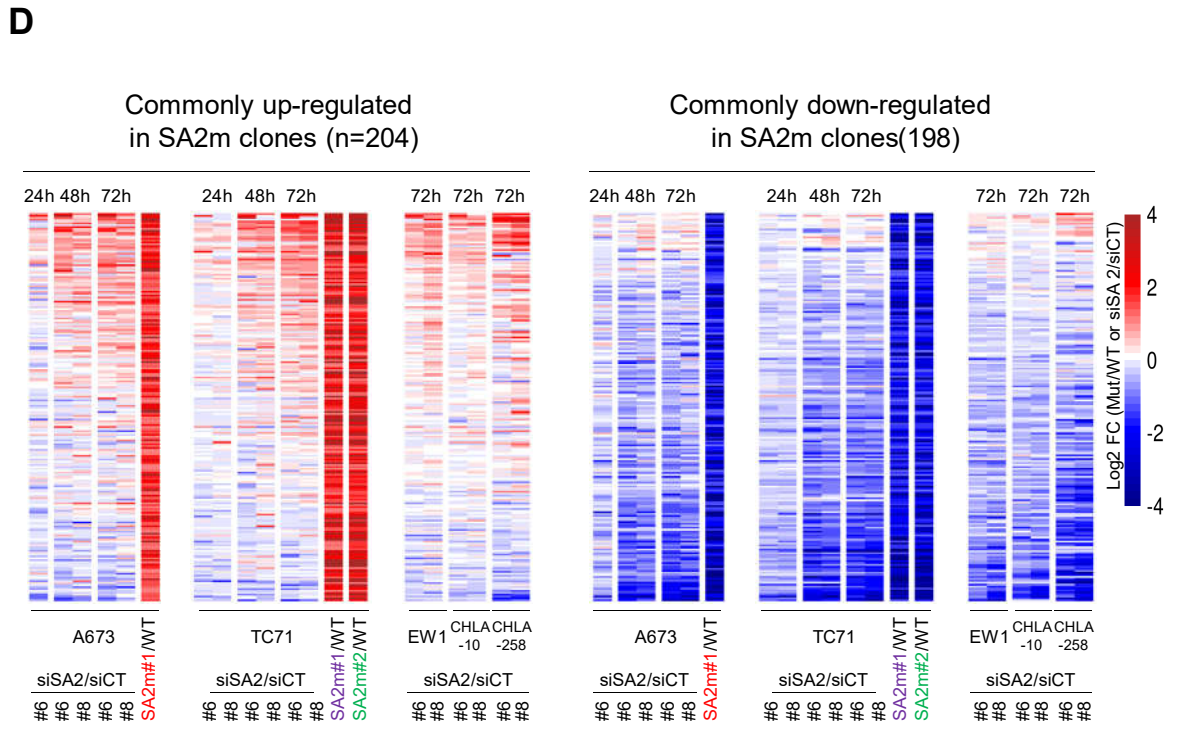 D
Commonly up-regulated
in SA2m clones (n=204)
Commonly down-regulated
in SA2m clones(198)
24h 48h 72h 24h 48h 72h 72h 72h 72h
24h 48h 72h 24h 48h 72h 72h 72h 72h
4
2
0
-2
-4
Log2 FC (Mut/WT or siSA 2/siCT)
A673
TC71
EW1
CHLA
-10
CHLA
-258
siSA2/siCT
siSA2/siCT
siSA2/siCT
#6 #6 #8 #6 #8 SA2m#1/WT
#6 #8 #6 #8 #6 #8 SA2m#1/WT SA2m#2/WT
#6 #8 #6 #8 #6 #8
A673
TC71
EW1
CHLA
-10
CHLA
-258
siSA2/siCT
siSA2/siCT
siSA2/siCT
#6 #6 #8 #6 #8 SA2m#1/WT
#6 #8 #6 #8 #6 #8 SA2m#1/WT SA2m#2/WT
#6 #8 #6 #8 #6 #8